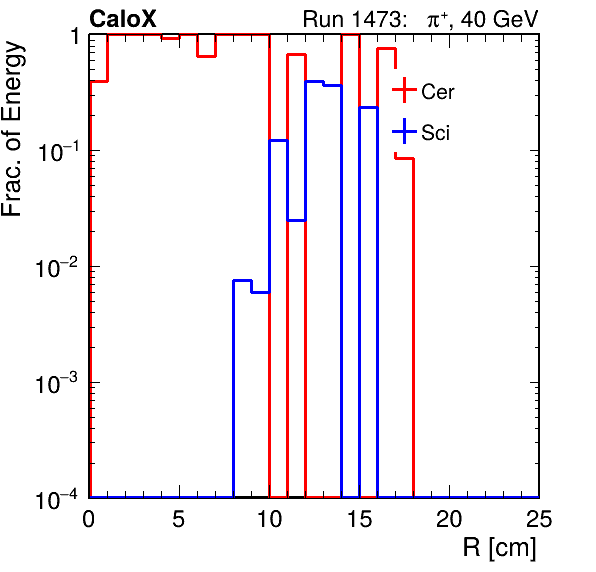 CaloX Run 1473: π⁺, 40 GeV
Frac. of Energy
1
10⁻¹
10⁻²
10⁻³
10⁻⁴
Cer
Sci
0 5 10 15 20 25
R [cm]